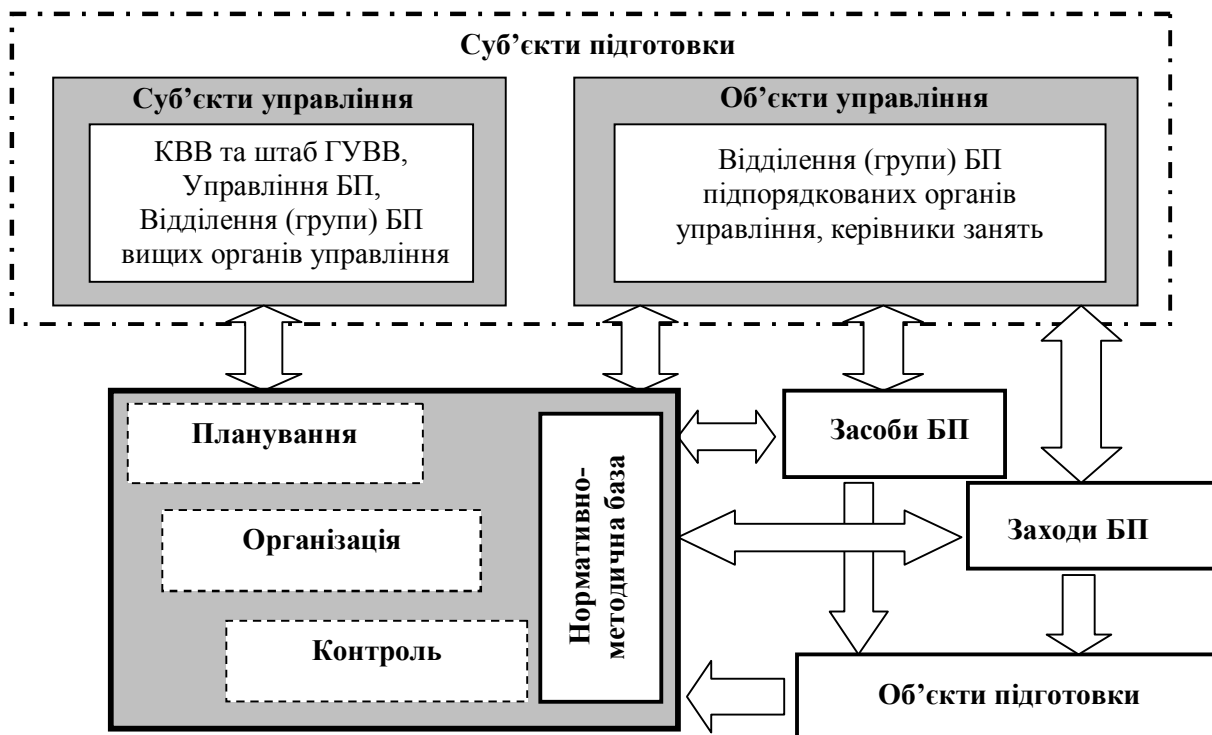 Суб’єкти підготовки
Суб’єкти управління
КВВ та штаб ГУВВ,
Управління БП,
Відділення (групи) БП
вищих органів управління
Об’єкти управління
Відділення (групи) БП
підпорядкованих органів
управління, керівники занять
Планування
Організація
Контроль
Нормативно-
методична база
Засоби БП
Заходи БП
Об’єкти підготовки